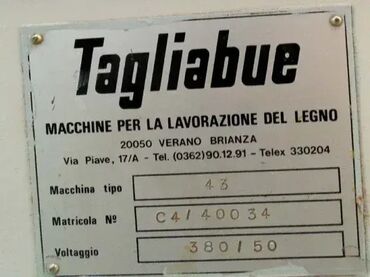 Tagliabue
MACCHINE PER LA LAVORAZIONE DEL LEGNO
20050 VERANO BRIANZA
Via Piave, 17/A - Tel. (0362) 90.12.91 - Telex 330204
Macchina tipo 43
Matricola Nº C4/40034
Voltaggio 380/50